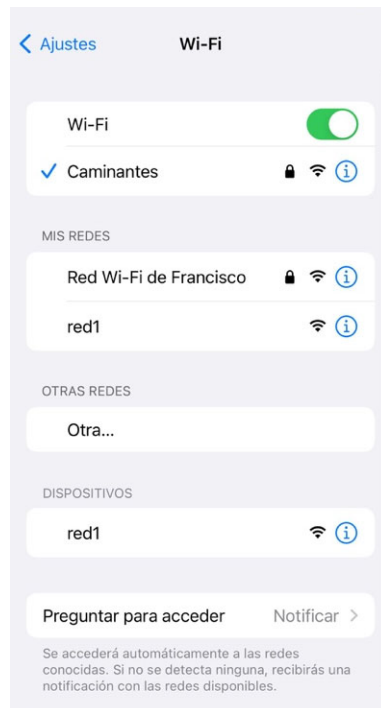 Ajustes Wi-Fi
Wi-Fi
Caminantes
MIS REDES
Red Wi-Fi de Francisco
red1
OTRAS REDES
Otra...
DISPOSITIVOS
red1
Preguntar para acceder Notificar
Se accederá automáticamente a las redes
conocidas. Si no se detecta ninguna, recibirás una
notificación con las redes disponibles.